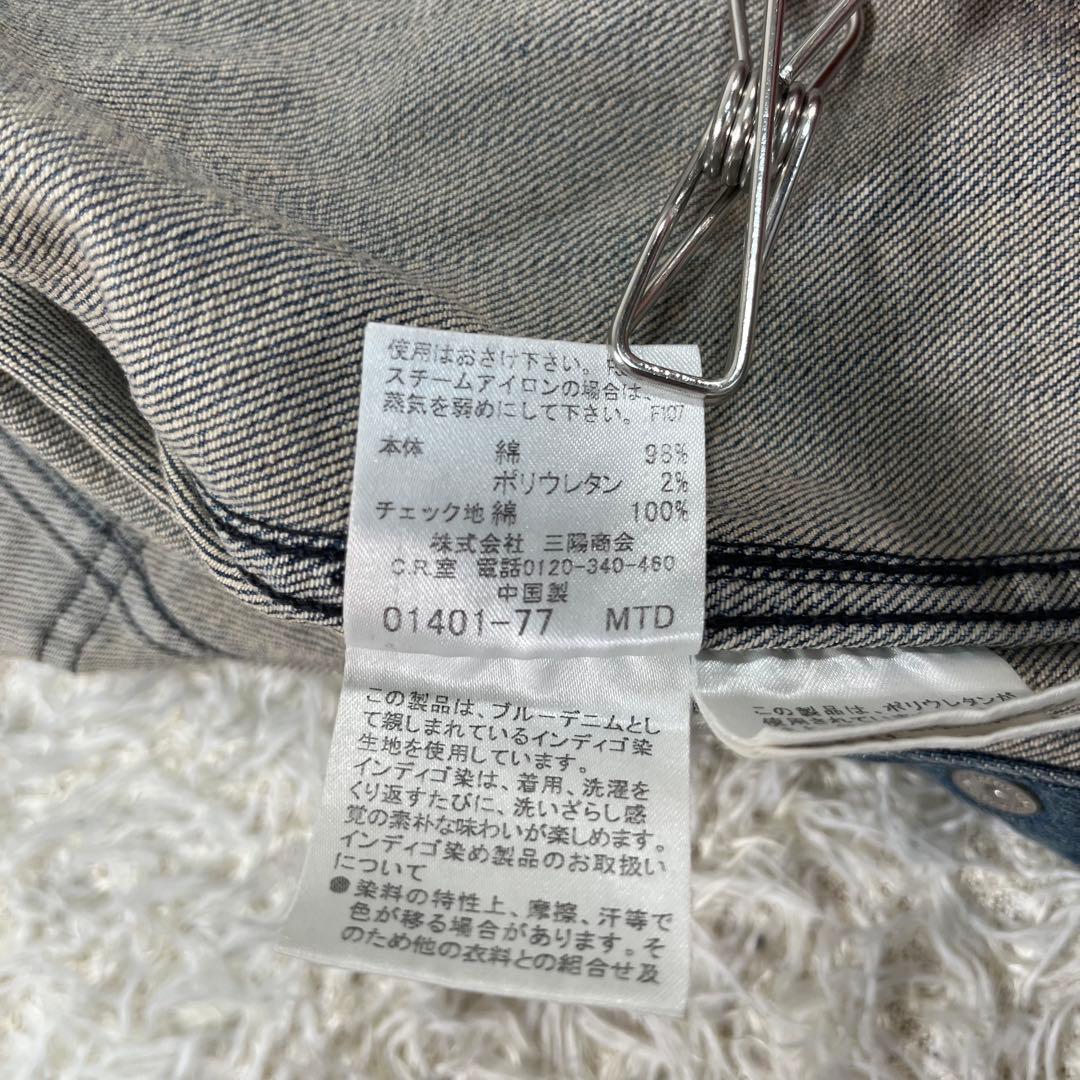 使用はおさけ下さい。
スチームアイロンの場合は、
蒸気を弱めにして下さい。 F107
本体 綿 98%
ポリウレタン 2%
チェック地 綿 100%
株式会社 三陽商会
C.R.室 電話0120-340-460
中国製
01401-77 MTD
この製品は、ブルーデニムとし
て親しまれているインディゴ染
生地を使用しています。
インディゴ染は、着用、洗濯を
くり返すたびに、洗いざらし感
覚の素朴な味わいが楽しめます。
インディゴ染め製品のお取扱い
について
●染料の特性上、摩擦、汗等で
色が移る場合があります。そ
のため他の衣料との組合せ及
この製品は、ポリウレタンが
使用されてい